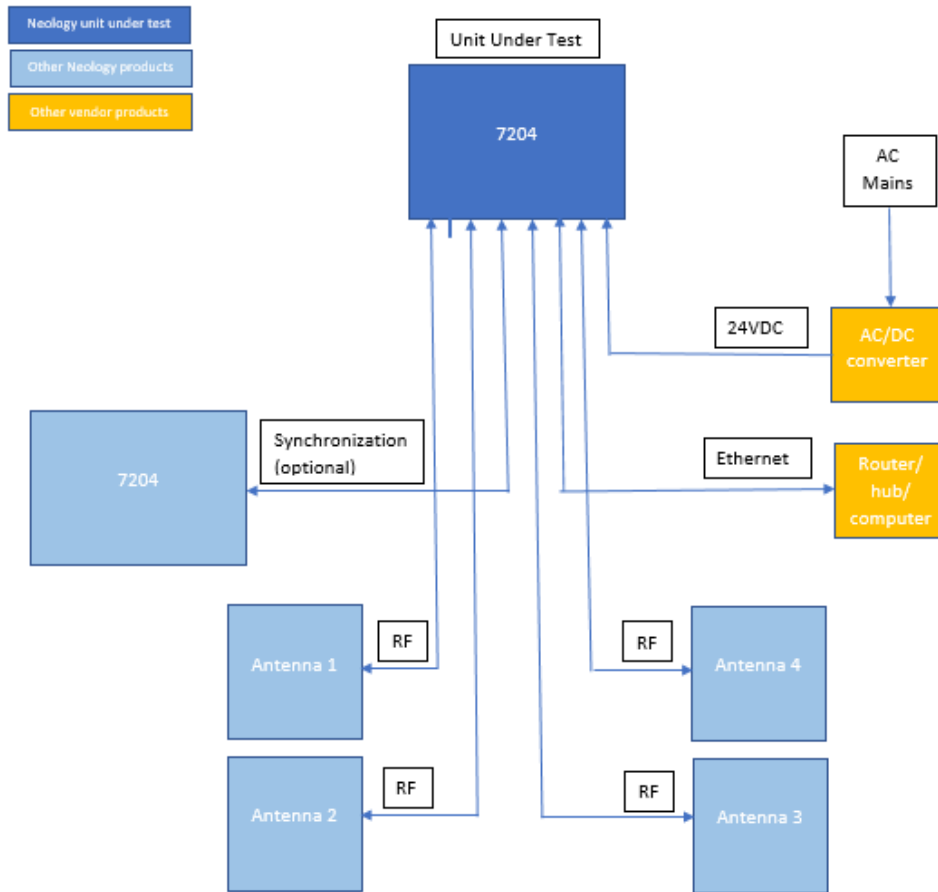 Neology unit under test
Other Neology products
Other vendor products
Unit Under Test
7204
AC
Mains
24VDC
AC/DC
converter
Synchronization
(optional)
7204
Ethernet
Router/
hub/
computer
RF
Antenna 1
RF
Antenna 4
RF
Antenna 2
RF
Antenna 3